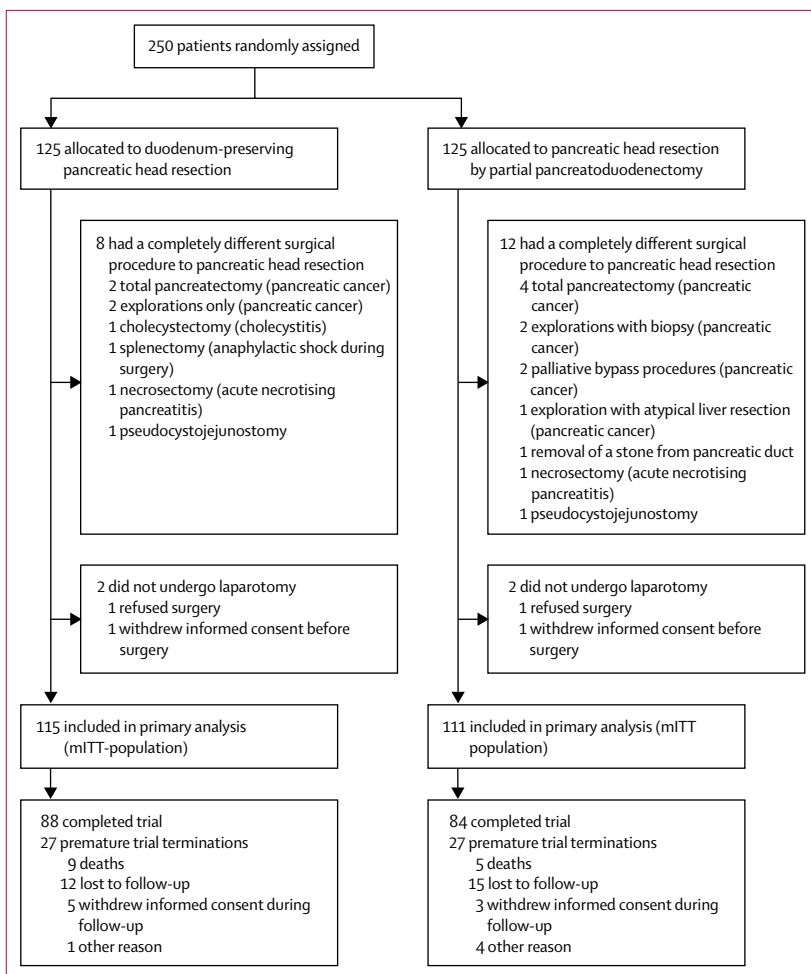 250 patients randomly assigned
125 allocated to duodenum-preserving
pancreatic head resection
125 allocated to pancreatic head resection
by partial pancreatoduodenectomy
8 had a completely different surgical
procedure to pancreatic head resection
2 total pancreatectomy (pancreatic cancer)
2 explorations only (pancreatic cancer)
1 cholecystectomy (cholecystitis)
1 splenectomy (anaphylactic shock during
surgery)
1 necrosectomy (acute necrotising
pancreatitis)
1 pseudocystojejunostomy
12 had a completely different surgical
procedure to pancreatic head resection
4 total pancreatectomy (pancreatic
cancer)
2 explorations with biopsy (pancreatic
cancer)
2 palliative bypass procedures (pancreatic
cancer)
1 exploration with atypical liver resection
(pancreatic cancer)
1 removal of a stone from pancreatic duct
1 necrosectomy (acute necrotising
pancreatitis)
1 pseudocystojejunostomy
2 did not undergo laparotomy
1 refused surgery
1 withdrew informed consent before
surgery
2 did not undergo laparotomy
1 refused surgery
1 withdrew informed consent before
surgery
115 included in primary analysis
(mITT-population)
111 included in primary analysis (mITT
population)
88 completed trial
27 premature trial terminations
9 deaths
12 lost to follow-up
5 withdrew informed consent during
follow-up
1 other reason
84 completed trial
27 premature trial terminations
5 deaths
15 lost to follow-up
3 withdrew informed consent during
follow-up
4 other reason